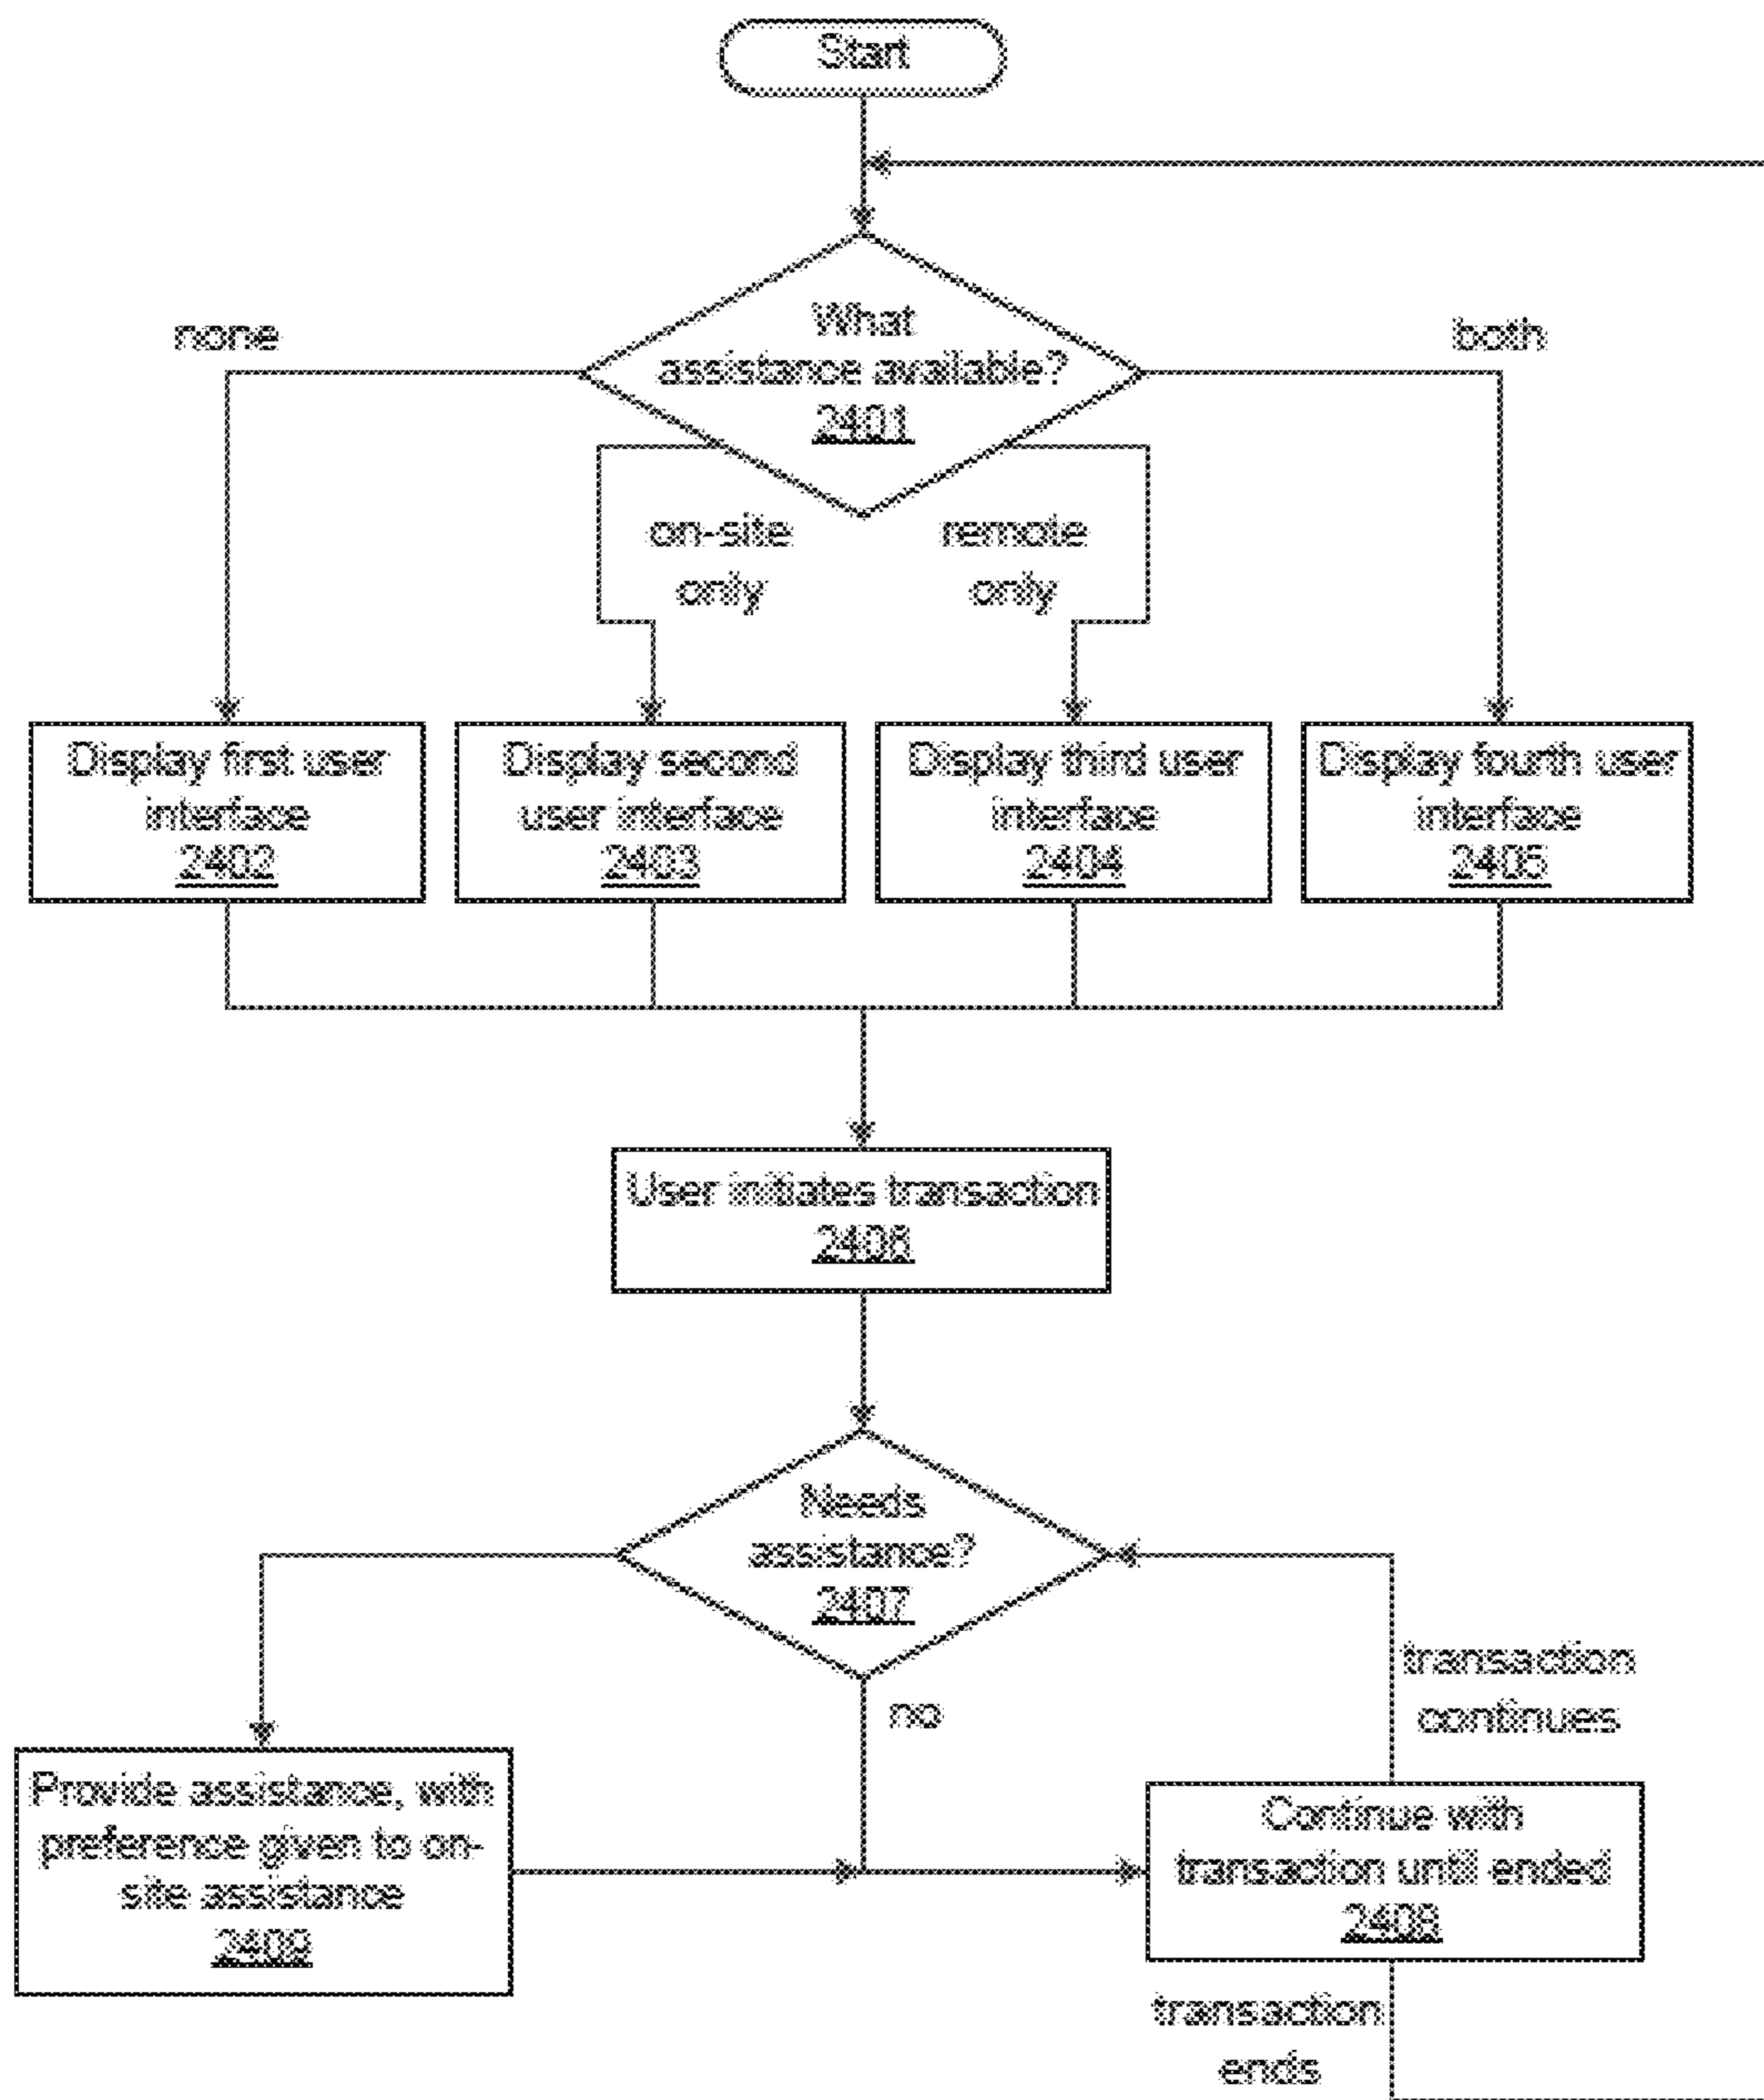 Start
What
assistance available?
2401
none
both
on-site
only
remote
only
Display first user
interface
2402
Display second
user interface
2403
Display third user
interface
2404
Display fourth user
interface
2405
User initiates transaction
2406
Needs
assistance?
2407
no
transaction
continues
Provide assistance, with
preference given to on-
site assistance
2409
Continue with
transaction until ended
2408
transaction
ends